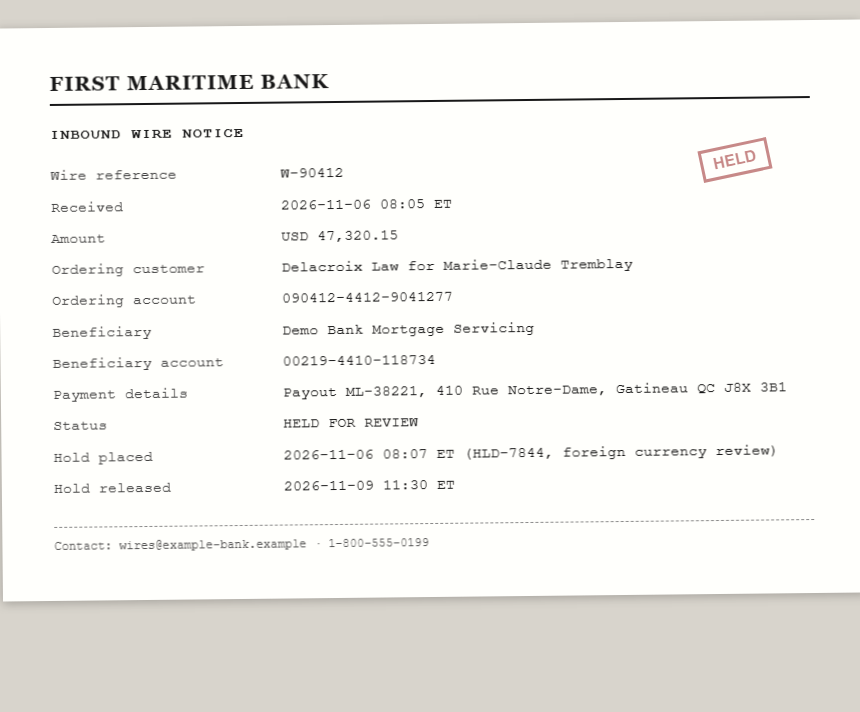 FIRST MARITIME BANK
INBOUND WIRE NOTICE
HELD
Wire reference W-90412
Received 2026-11-06 08:05 ET
Amount USD 47,320.15
Ordering customer Delacroix Law for Marie-Claude Tremblay
Ordering account 090412-4412-9041277
Beneficiary Demo Bank Mortgage Servicing
Beneficiary account 00219-4410-118734
Payment details Payout ML-38221, 410 Rue Notre-Dame, Gatineau QC J8X 3B1
Status HELD FOR REVIEW
Hold placed 2026-11-06 08:07 ET (HLD-7844, foreign currency review)
Hold released 2026-11-09 11:30 ET
Contact: wires@example-bank.example · 1-800-555-0199